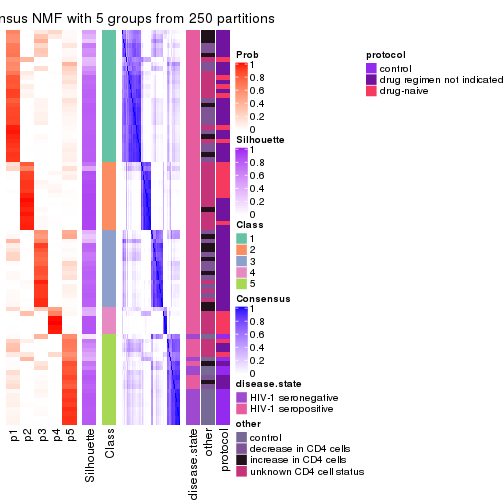 nsus NMF with 5 groups from 250 partitions
Prob
1
0.8
0.6
0.4
0.2
0
Silhouette
1
0.8
0.6
0.4
0.2
0
Class
1
2
3
4
5
Consensus
1
0.8
0.6
0.4
0.2
0
disease.state
HIV-1 seronegative
HIV-1 seropositive
other
control
decrease in CD4 cells
increase in CD4 cells
unknown CD4 cell status
protocol
control
drug regimen not indicated
drug-naive
p1
p2
p3
p4
p5
Silhouette
Class
disease.state
other
protocol